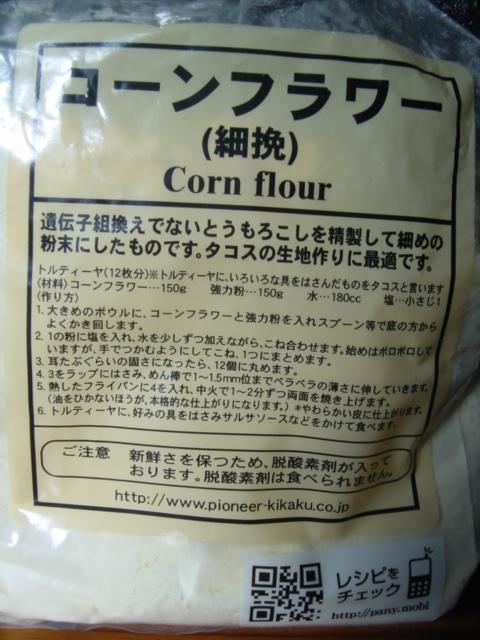 コーンフラワー
(細挽)
Corn flour
遺伝子組換えでないとうもろこしを精製して細めの
粉末にしたものです。タコスの生地作りに最適です。
トルティーヤ(12枚分)※トルティーヤに、いろいろな具をはさんだものをタコスと言います
(材料)コーンフラワー…150g 強力粉…150g 水…180cc 塩…小さじ1
(作り方)
1. 大きめのボウルに、コーンフラワーと強力粉を入れスプーン等で底の方から
よくかき回します。
2. 1の粉に塩を入れ、水を少しずつ加えながら、こね合わせます。始めはボロボロして
いますが、手でつかむようにしてこね、1つにまとめます。
3. 耳たぶぐらいの固さになったら、12個に丸めます。
4. 3をラップにはさみ、めん棒で1〜1.5mm位までペラペラの薄さに伸していきます。
5. 熱したフライパンに4を入れ、中火で1〜2分ずつ両面を焼き上げます。
(油をひかないほうが、本格的な仕上がりになります。)*やわらかい皮に仕上がります。
6. トルティーヤに、好みの具をはさみサルサソースなどをかけて食べます。
ご注意 新鮮さを保つため、脱酸素剤が入って
おります。脱酸素剤は食べられません。
http://www.pioneer-kikaku.co.jp
レシピを
チェック
http://pany.mobi